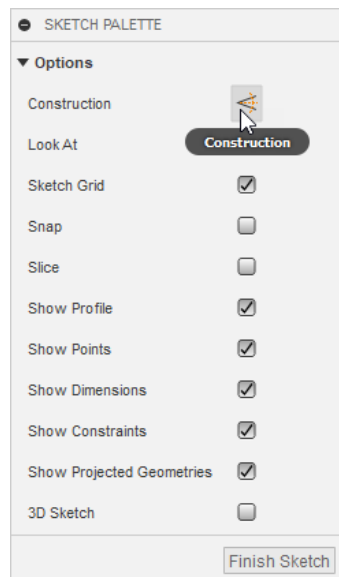 SKETCH PALETTE
Options
Construction
Look At
Construction
Sketch Grid
Snap
Slice
Show Profile
Show Points
Show Dimensions
Show Constraints
Show Projected Geometries
3D Sketch
Finish Sketch